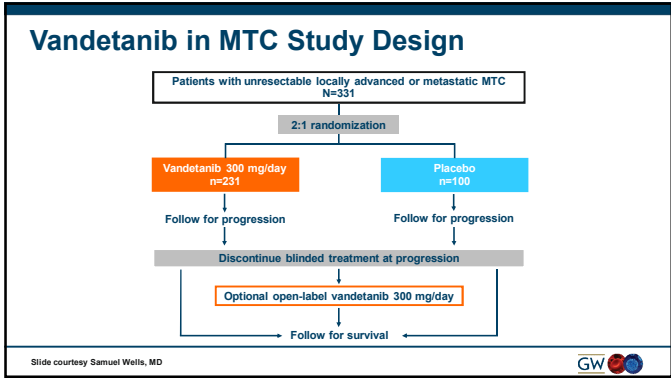 Vandetanib in MTC Study Design
Patients with unresectable locally advanced or metastatic MTC
N=331
2:1 randomization
Vandetanib 300 mg/day
n=231
Placebo
n=100
Follow for progression
Follow for progression
Discontinue blinded treatment at progression
Optional open-label vandetanib 300 mg/day
Follow for survival
Slide courtesy Samuel Wells, MD
GW